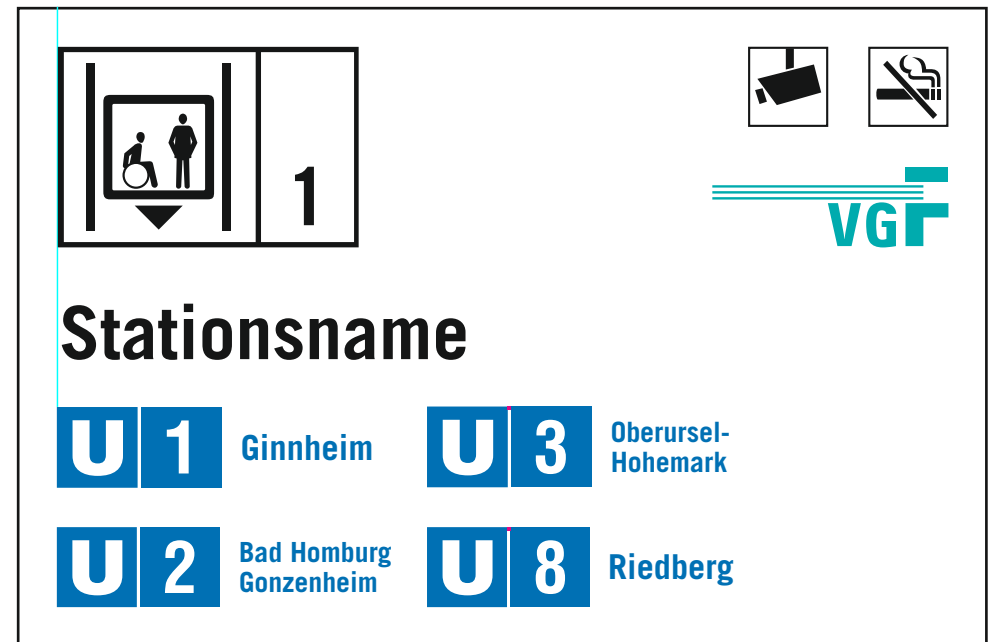 1
VGF
Stationsname
U 1 Ginnheim
U 3 Oberursel-
Hohemark
U 2 Bad Homburg
Gonzenheim
U 8 Riedberg